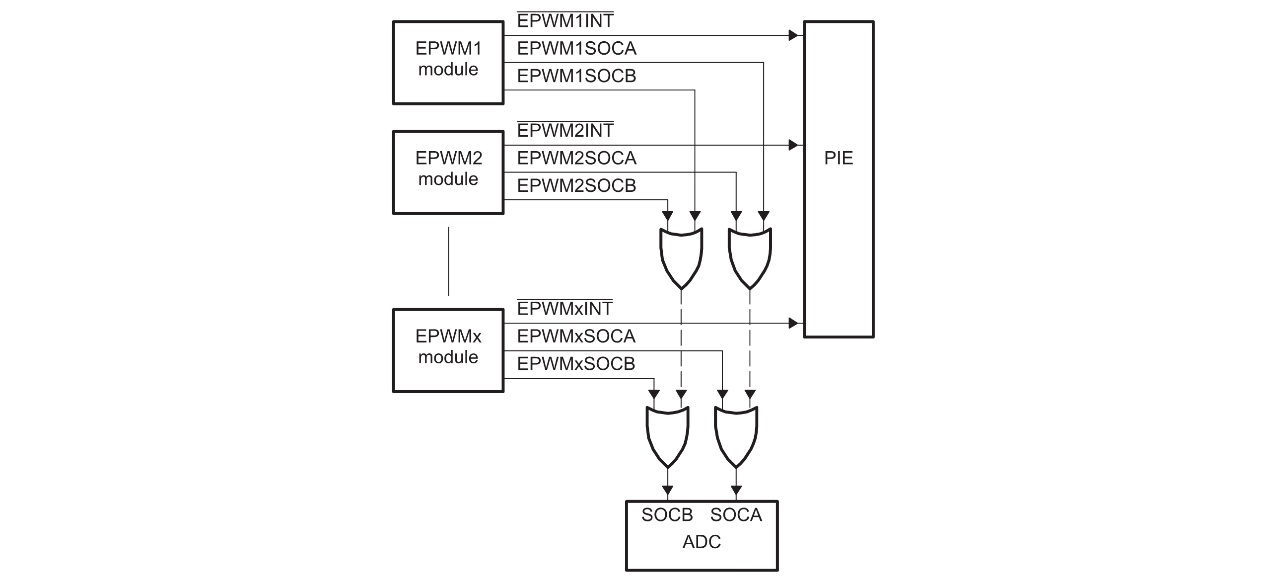 EPWM1INT
EPWM1
module
EPWM1SOCA
EPWM1SOCB
EPWM2INT
EPWM2
module
EPWM2SOCA
EPWM2SOCB
PIE
EPWMxINT
EPWMx
module
EPWMxSOCA
EPWMxSOCB
SOCB SOCA
ADC